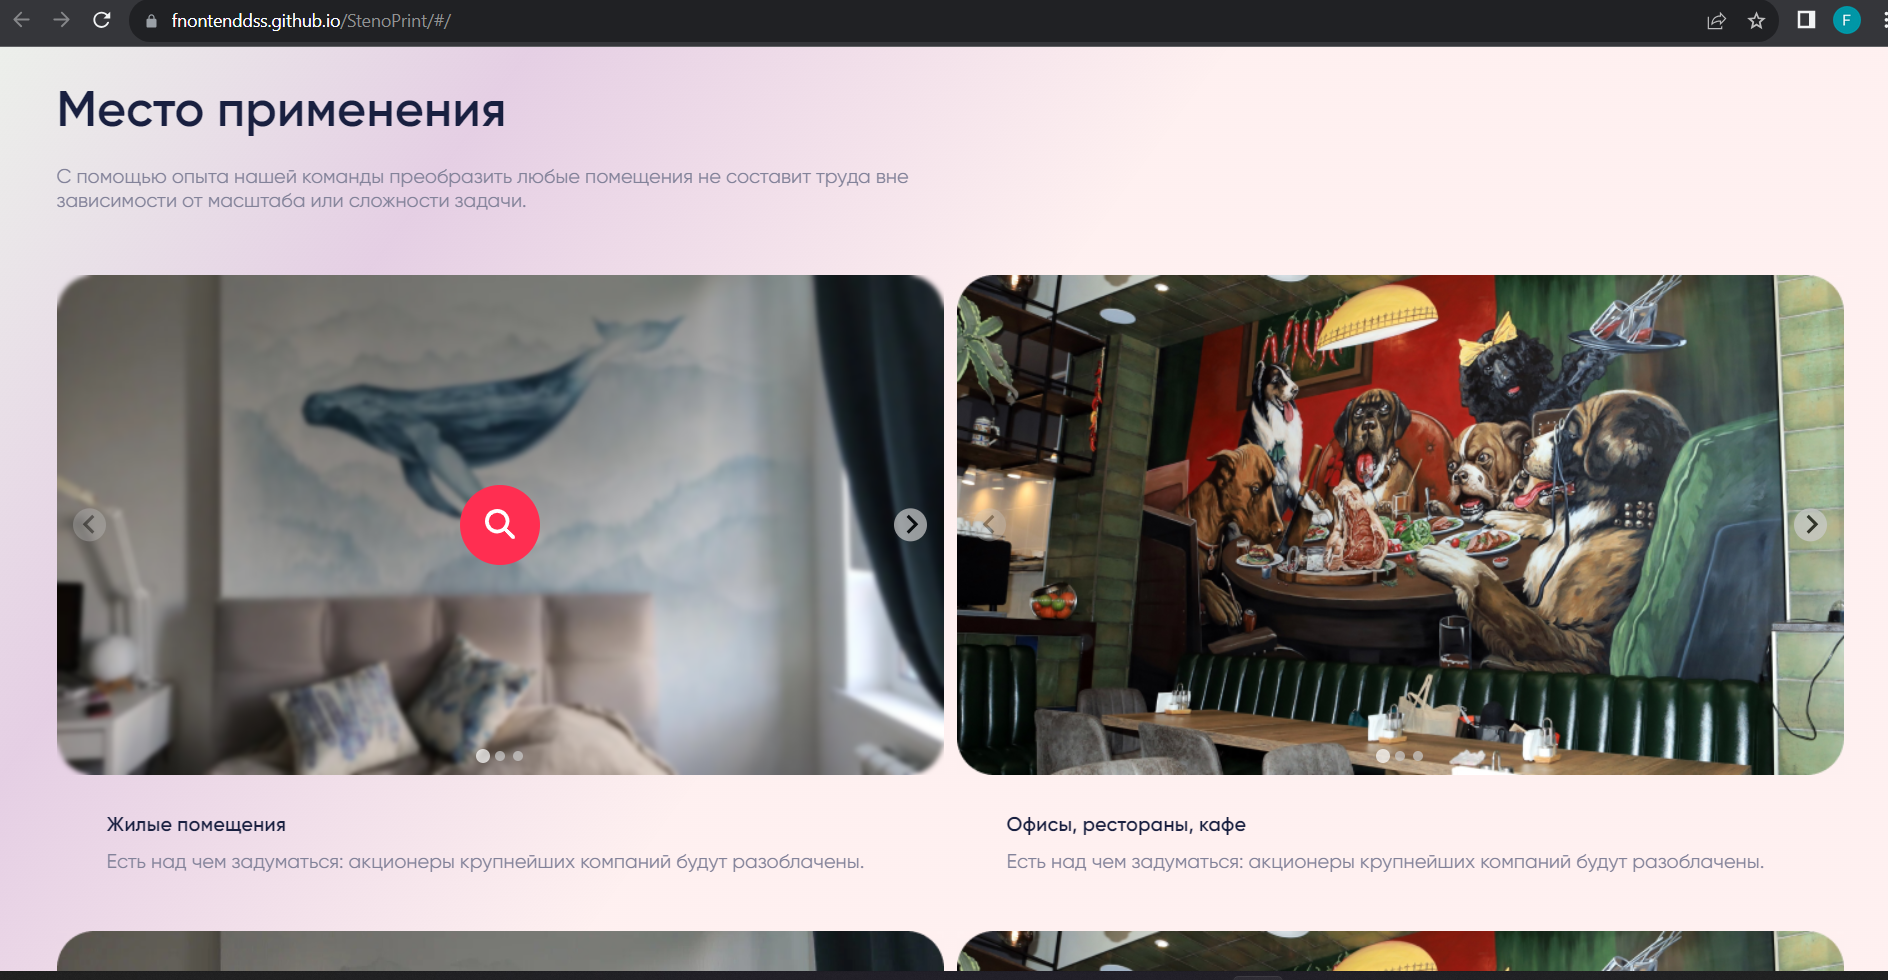 fnontenddss.github.io/StenoPrint/#/
F
Место применения
С помощью опыта нашей команды преобразить любые помещения не составит труда вне
зависимости от масштаба или сложности задачи.
Жилые помещения
Есть над чем задуматься: акционеры крупнейших компаний будут разоблачены.
Офисы, рестораны, кафе
Есть над чем задуматься: акционеры крупнейших компаний будут разоблачены.